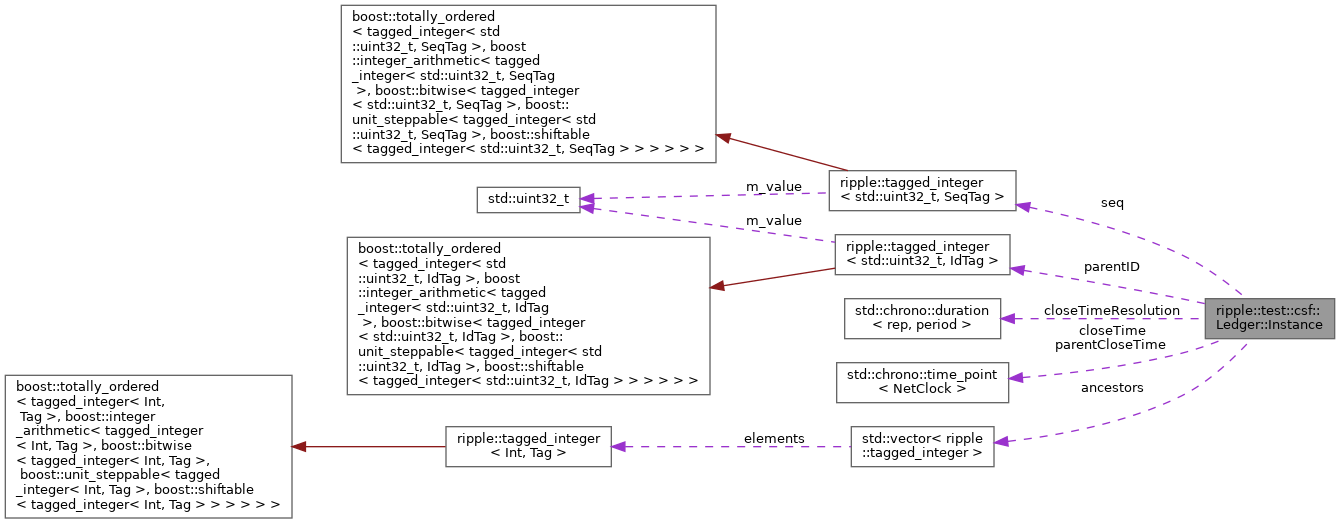 boost::totally_ordered
< tagged_integer< std
::uint32_t, SeqTag >, boost
::integer_arithmetic< tagged
_integer< std::uint32_t, SeqTag
 >, boost::bitwise< tagged_integer
< std::uint32_t, SeqTag >, boost::
unit_steppable< tagged_integer< std
::uint32_t, SeqTag >, boost::shiftable
< tagged_integer< std::uint32_t, SeqTag > > > > > >
ripple::tagged_integer
< std::uint32_t, SeqTag >
m_value
std::uint32_t
seq
m_value
boost::totally_ordered
< tagged_integer< std
::uint32_t, IdTag >, boost
::integer_arithmetic< tagged
_integer< std::uint32_t, IdTag
 >, boost::bitwise< tagged_integer
< std::uint32_t, IdTag >, boost::
unit_steppable< tagged_integer< std
::uint32_t, IdTag >, boost::shiftable
< tagged_integer< std::uint32_t, IdTag > > > > > >
ripple::tagged_integer
< std::uint32_t, IdTag >
parentID
std::chrono::duration
< rep, period >
closeTimeResolution
ripple::test::csf::
Ledger::Instance
closeTime
parentCloseTime
std::chrono::time_point
< NetClock >
ancestors
boost::totally_ordered
< tagged_integer< Int,
 Tag >, boost::integer
_arithmetic< tagged_integer
< Int, Tag >, boost::bitwise
< tagged_integer< Int, Tag >,
 boost::unit_steppable< tagged
_integer< Int, Tag >, boost::shiftable
< tagged_integer< Int, Tag > > > > > >
ripple::tagged_integer
< Int, Tag >
elements
std::vector< ripple
::tagged_integer >